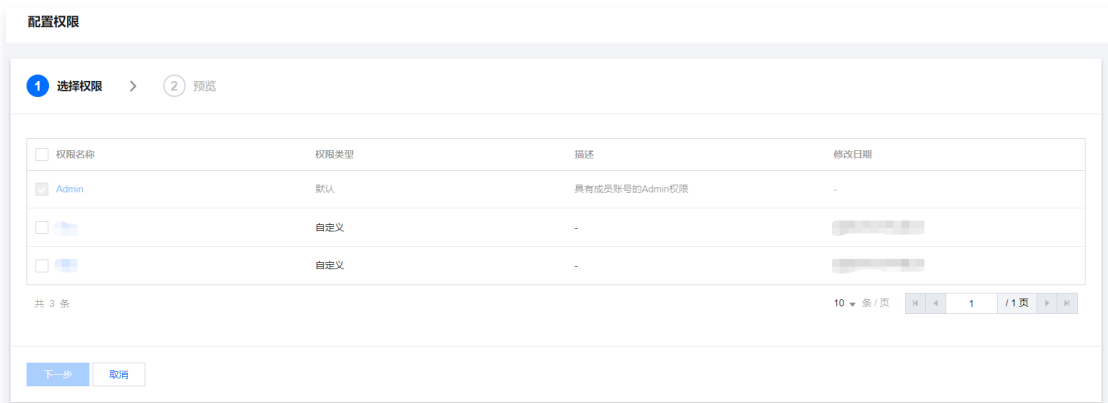 配置权限
1 选择权限 > 2 预览
权限名称 权限类型 描述 修改日期
Admin 默认 具有成员账号的Admin权限 -
自定义 -
自定义 -
共 3 条 10 条 / 页 1 / 1 页
下一步 取消